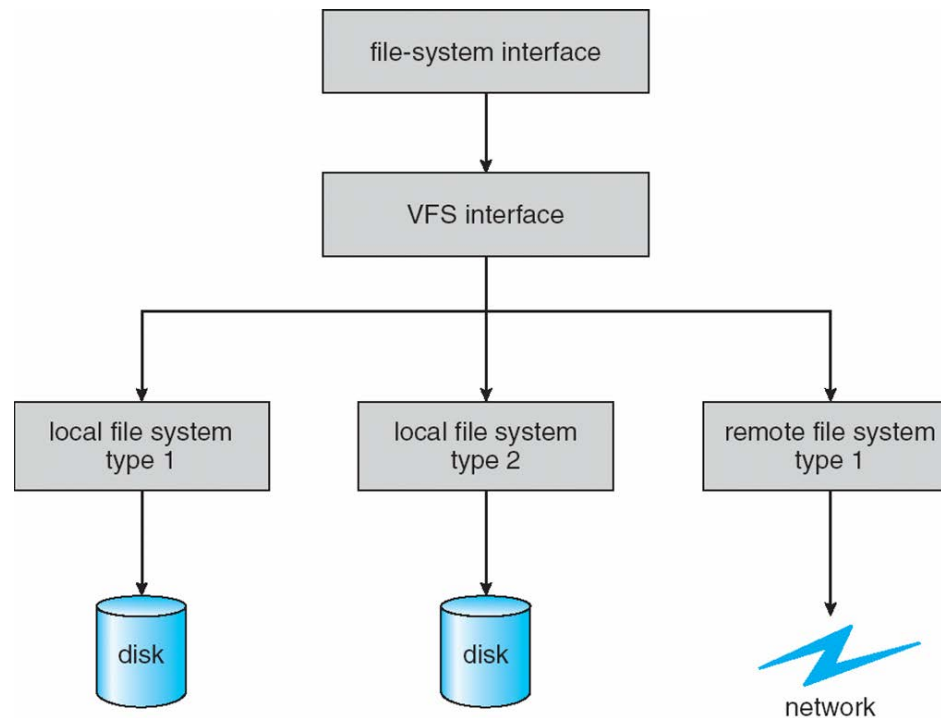 file-system interface
VFS interface
local file system
type 1
local file system
type 2
remote file system
type 1
disk
disk
network